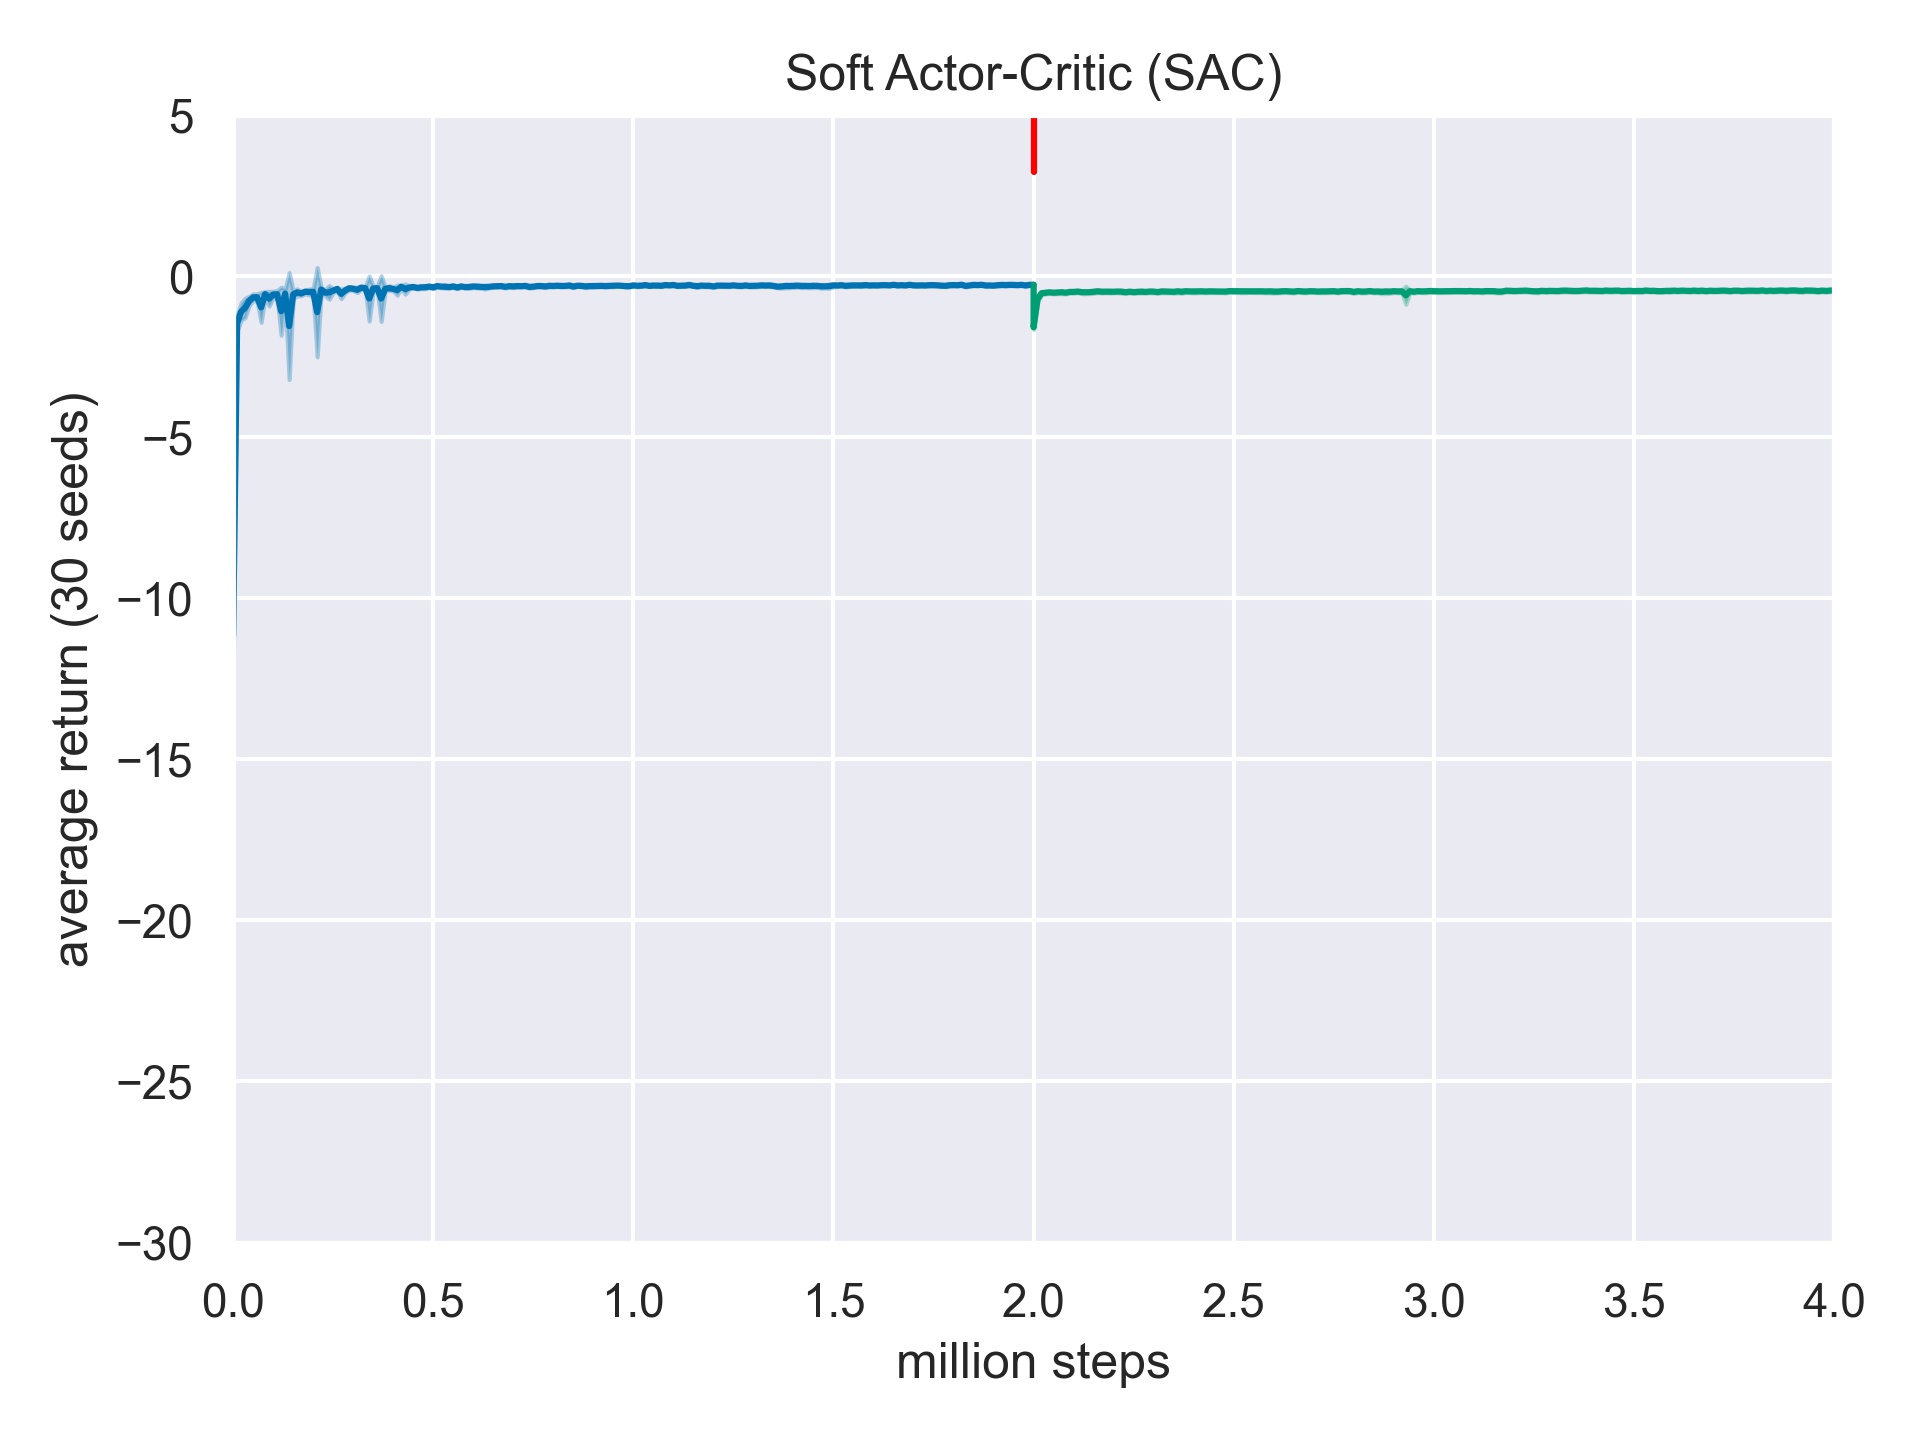 Soft Actor-Critic (SAC)
5
0
−5
−10
−15
−20
−25
−30
average return (30 seeds)
0.0 0.5 1.0 1.5 2.0 2.5 3.0 3.5 4.0
million steps